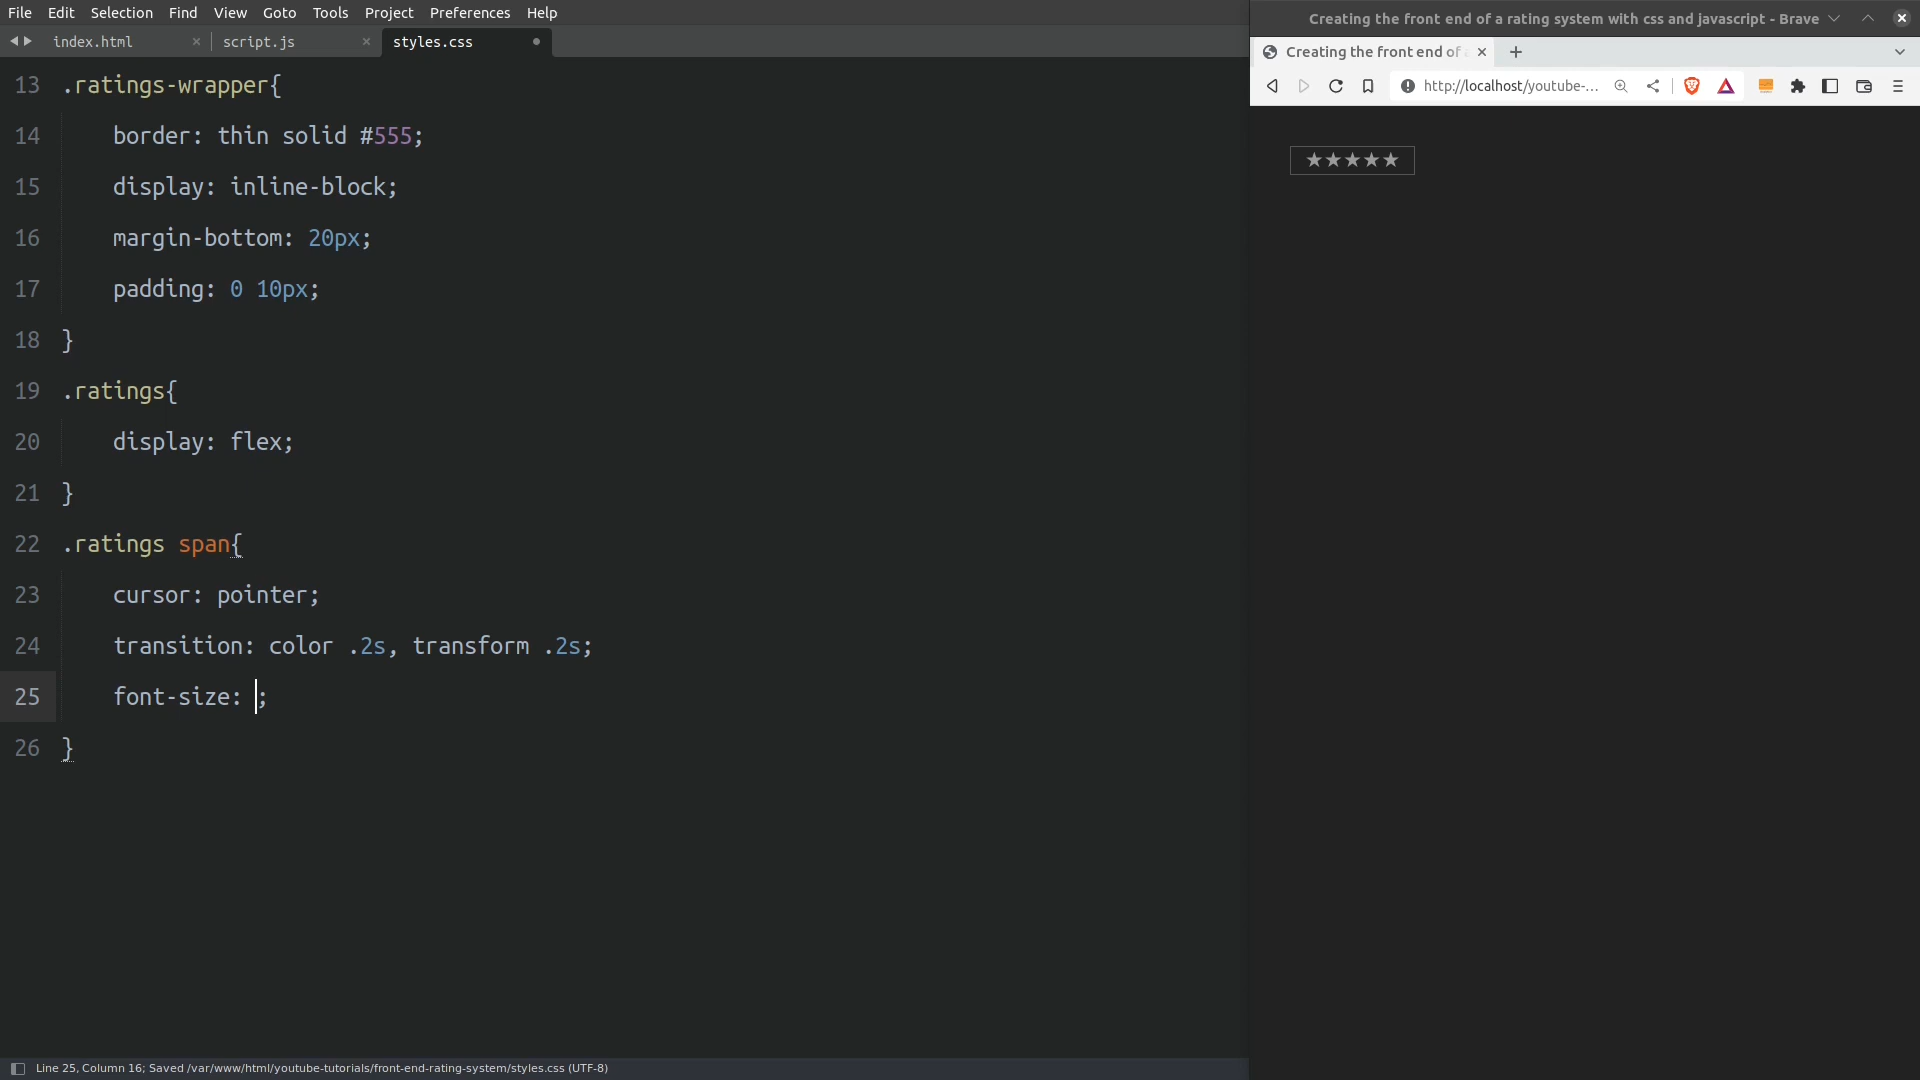 File Edit Selection Find View Goto Tools Project Preferences Help
index.html script.js styles.css
13 .ratings-wrapper{
14 border: thin solid #555;
15 display: inline-block;
16 margin-bottom: 20px;
17 padding: 0 10px;
18 }
19 .ratings{
20 display: flex;
21 }
22 .ratings span{
23 cursor: pointer;
24 transition: color .2s, transform .2s;
25 font-size: ;
26 }
Line 25, Column 16; Saved /var/www/html/youtube-tutorials/front-end-rating-system/styles.css (UTF-8)
Creating the front end of a rating system with css and javascript - Brave
Creating the front end of
http://localhost/youtube-...
★★★★★